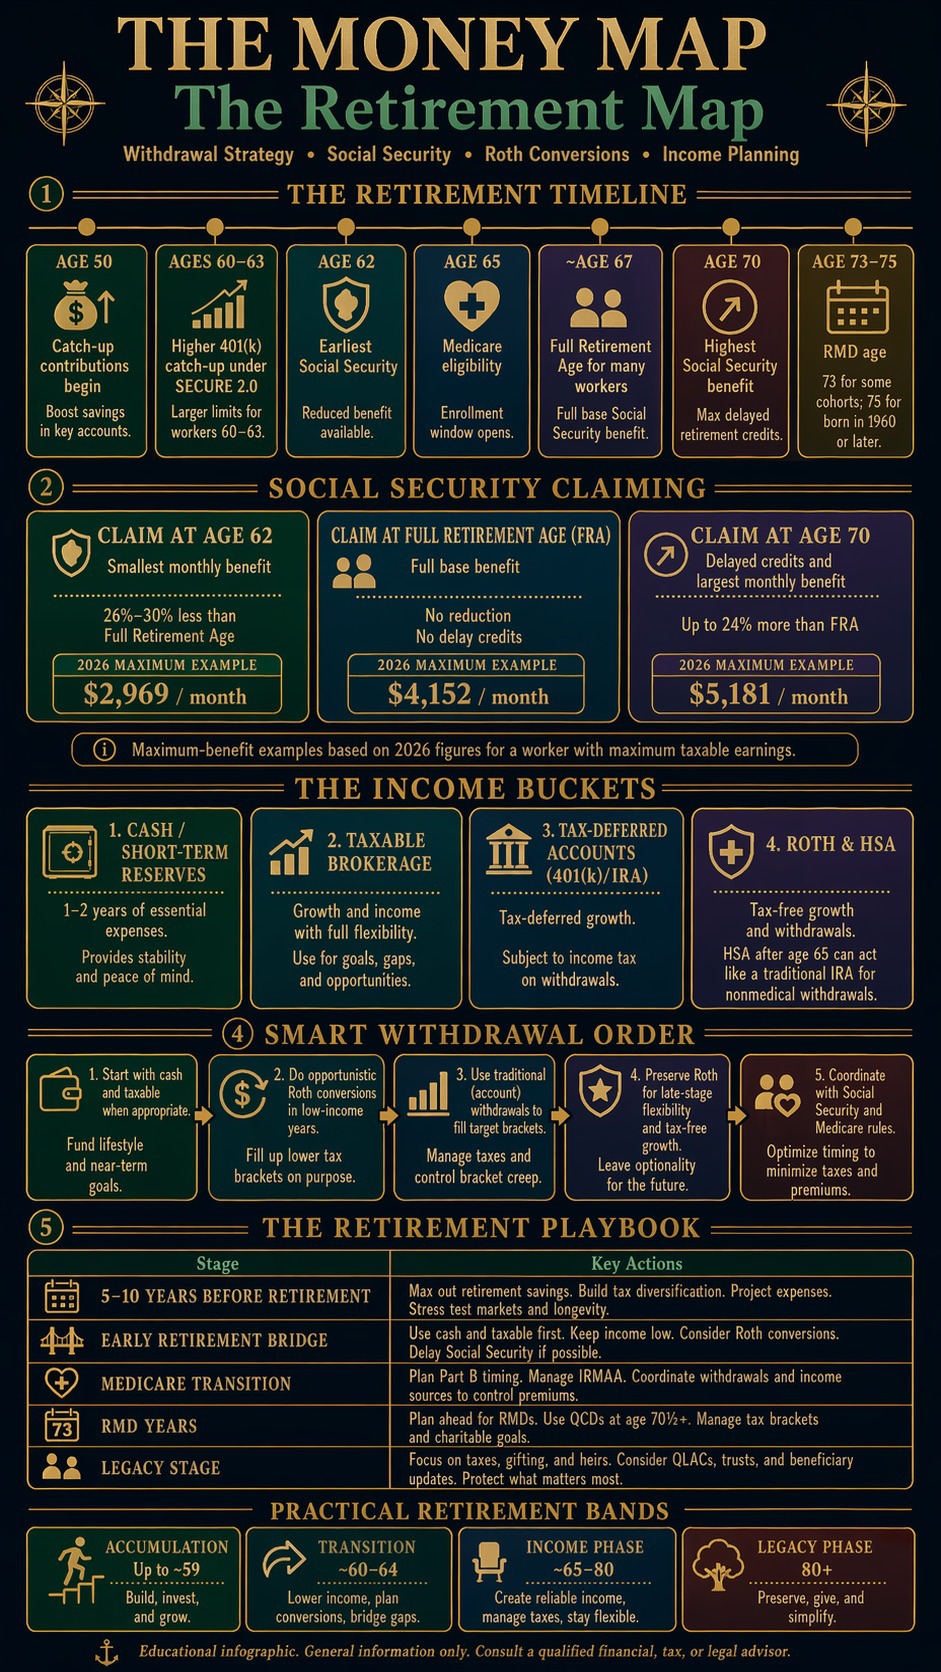 THE MONEY MAP
The Retirement Map
Withdrawal Strategy • Social Security • Roth Conversions • Income Planning
1 THE RETIREMENT TIMELINE
AGE 50
Catch-up
contributions
begin
Boost savings
in key accounts.
AGES 60–63
Higher 401(k)
catch-up under
SECURE 2.0
Larger limits for
workers 60–63.
AGE 62
Earliest
Social Security
Reduced benefit
available.
AGE 65
Medicare
eligibility
Enrollment
window opens.
~AGE 67
Full Retirement
Age for many
workers
Full base Social
Security benefit.
AGE 70
Highest
Social Security
benefit
Max delayed
retirement credits.
AGE 73–75
RMD age
73 for some
cohorts; 75 for
born in 1960
or later.
2 SOCIAL SECURITY CLAIMING
CLAIM AT AGE 62
Smallest monthly benefit
26%–30% less than
Full Retirement Age
2026 MAXIMUM EXAMPLE
$2,969 / month
CLAIM AT FULL RETIREMENT AGE (FRA)
Full base benefit
No reduction
No delay credits
2026 MAXIMUM EXAMPLE
$4,152 / month
CLAIM AT AGE 70
Delayed credits and
largest monthly benefit
Up to 24% more than FRA
2026 MAXIMUM EXAMPLE
$5,181 / month
i Maximum-benefit examples based on 2026 figures for a worker with maximum taxable earnings.
THE INCOME BUCKETS
1. CASH /
SHORT-TERM
RESERVES
1–2 years of essential
expenses.
Provides stability
and peace of mind.
2. TAXABLE
BROKERAGE
Growth and income
with full flexibility.
Use for goals, gaps,
and opportunities.
3. TAX-DEFERRED
ACCOUNTS
(401(k)/IRA)
Tax-deferred growth.
Subject to income tax
on withdrawals.
4. ROTH & HSA
Tax-free growth
and withdrawals.
HSA after age 65 can act
like a traditional IRA for
nonmedical withdrawals.
4 SMART WITHDRAWAL ORDER
1. Start with cash
and taxable
when appropriate.
Fund lifestyle
and near-term
goals.
$
2. Do opportunistic
Roth conversions
in low-income
years.
Fill up lower tax
brackets on purpose.
3. Use traditional
(account)
withdrawals to
fill target brackets.
Manage taxes and
control bracket creep.
4. Preserve Roth
for late-stage
flexibility
and tax-free
growth.
Leave optionality
for the future.
5. Coordinate
with Social
Security and
Medicare rules.
Optimize timing to
minimize taxes and
premiums.
5 THE RETIREMENT PLAYBOOK
Stage Key Actions
5–10 YEARS BEFORE RETIREMENT
Max out retirement savings. Build tax diversification. Project expenses.
Stress test markets and longevity.
EARLY RETIREMENT BRIDGE
Use cash and taxable first. Keep income low. Consider Roth conversions.
Delay Social Security if possible.
MEDICARE TRANSITION
Plan Part B timing. Manage IRMAA. Coordinate withdrawals and income
sources to control premiums.
73 RMD YEARS
Plan ahead for RMDs. Use QCDs at age 70½+. Manage tax brackets
and charitable goals.
LEGACY STAGE
Focus on taxes, gifting, and heirs. Consider QLACs, trusts, and beneficiary
updates. Protect what matters most.
PRACTICAL RETIREMENT BANDS
ACCUMULATION
Up to ~59
Build, invest,
and grow.
TRANSITION
~60–64
Lower income, plan
conversions, bridge gaps.
INCOME PHASE
~65–80
Create reliable income,
manage taxes, stay flexible.
LEGACY PHASE
80+
Preserve, give, and
simplify.
Educational infographic. General information only. Consult a qualified financial, tax, or legal advisor.